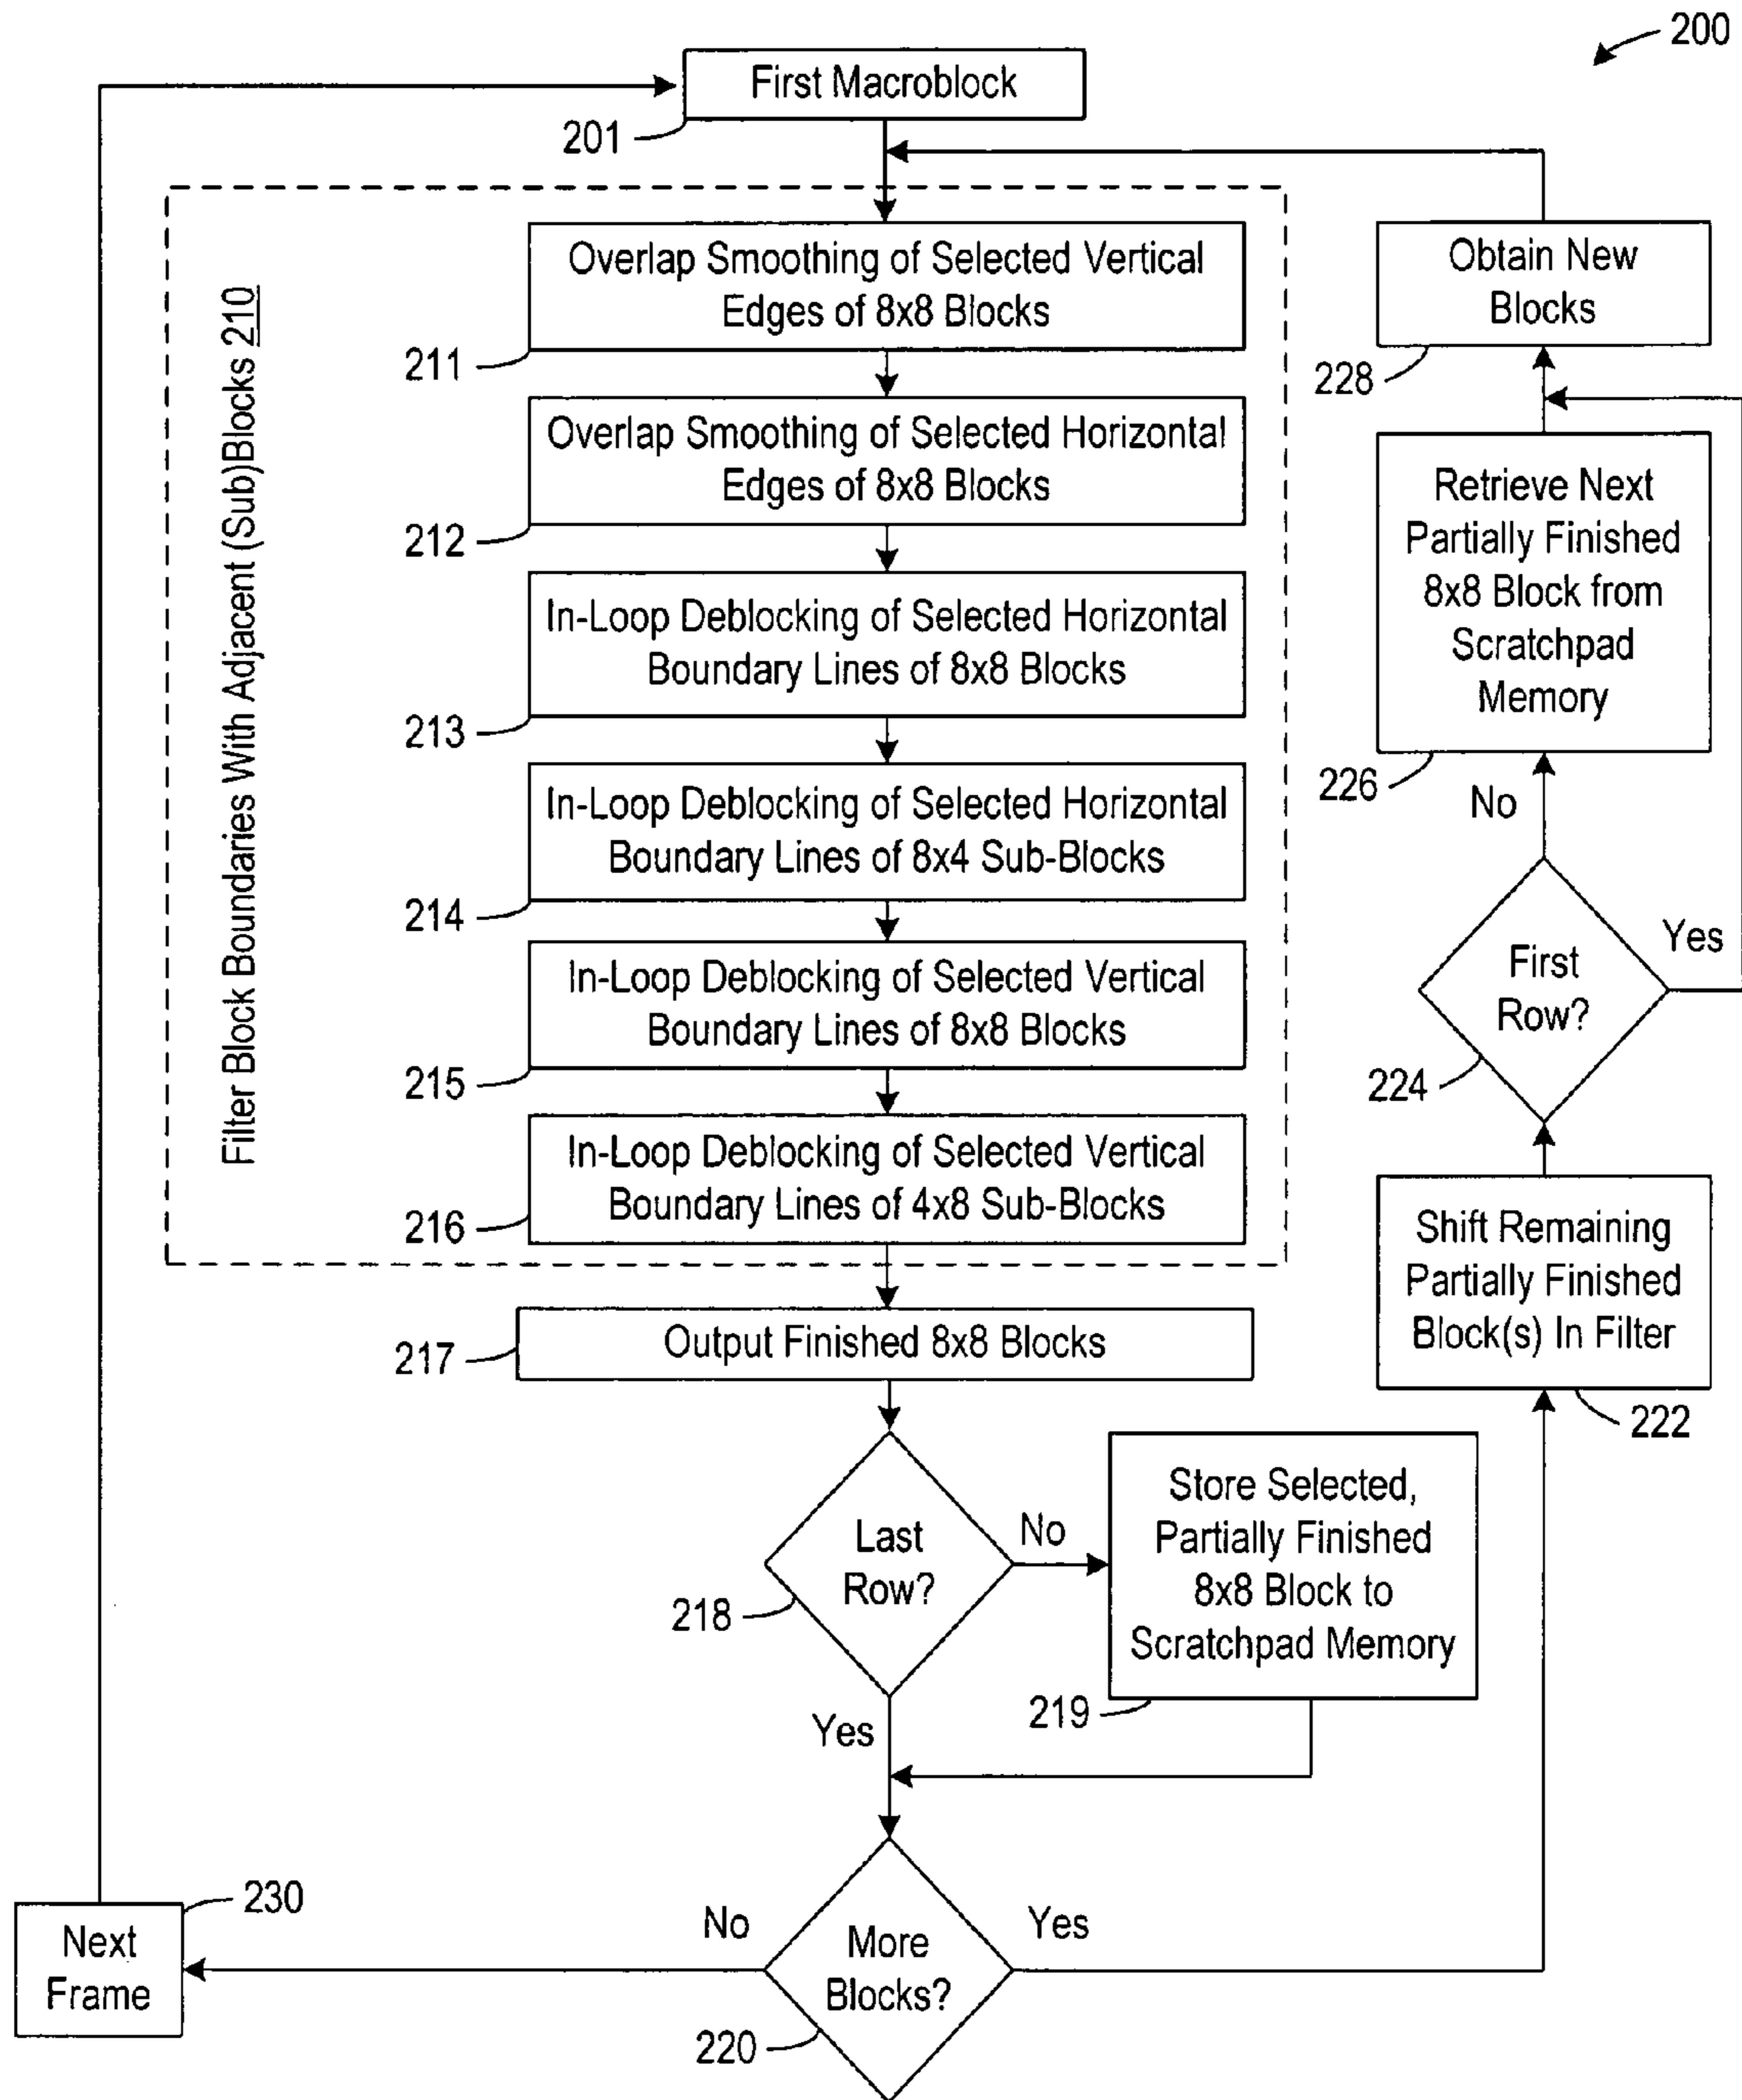 200
First Macroblock
201
Filter Block Boundaries With Adjacent (Sub)Blocks 210
Overlap Smoothing of Selected Vertical
Edges of 8x8 Blocks
211
Overlap Smoothing of Selected Horizontal
Edges of 8x8 Blocks
212
In-Loop Deblocking of Selected Horizontal
Boundary Lines of 8x8 Blocks
213
In-Loop Deblocking of Selected Horizontal
Boundary Lines of 8x4 Sub-Blocks
214
In-Loop Deblocking of Selected Vertical
Boundary Lines of 8x8 Blocks
215
In-Loop Deblocking of Selected Vertical
Boundary Lines of 4x8 Sub-Blocks
216
Output Finished 8x8 Blocks
217
Last
Row?
218
No
Yes
Store Selected,
Partially Finished
8x8 Block to
Scratchpad Memory
219
More
Blocks?
220
No
Yes
Next
Frame
230
Shift Remaining
Partially Finished
Block(s) In Filter
222
First
Row?
224
No
Yes
Retrieve Next
Partially Finished
8x8 Block from
Scratchpad
Memory
226
Obtain New
Blocks
228